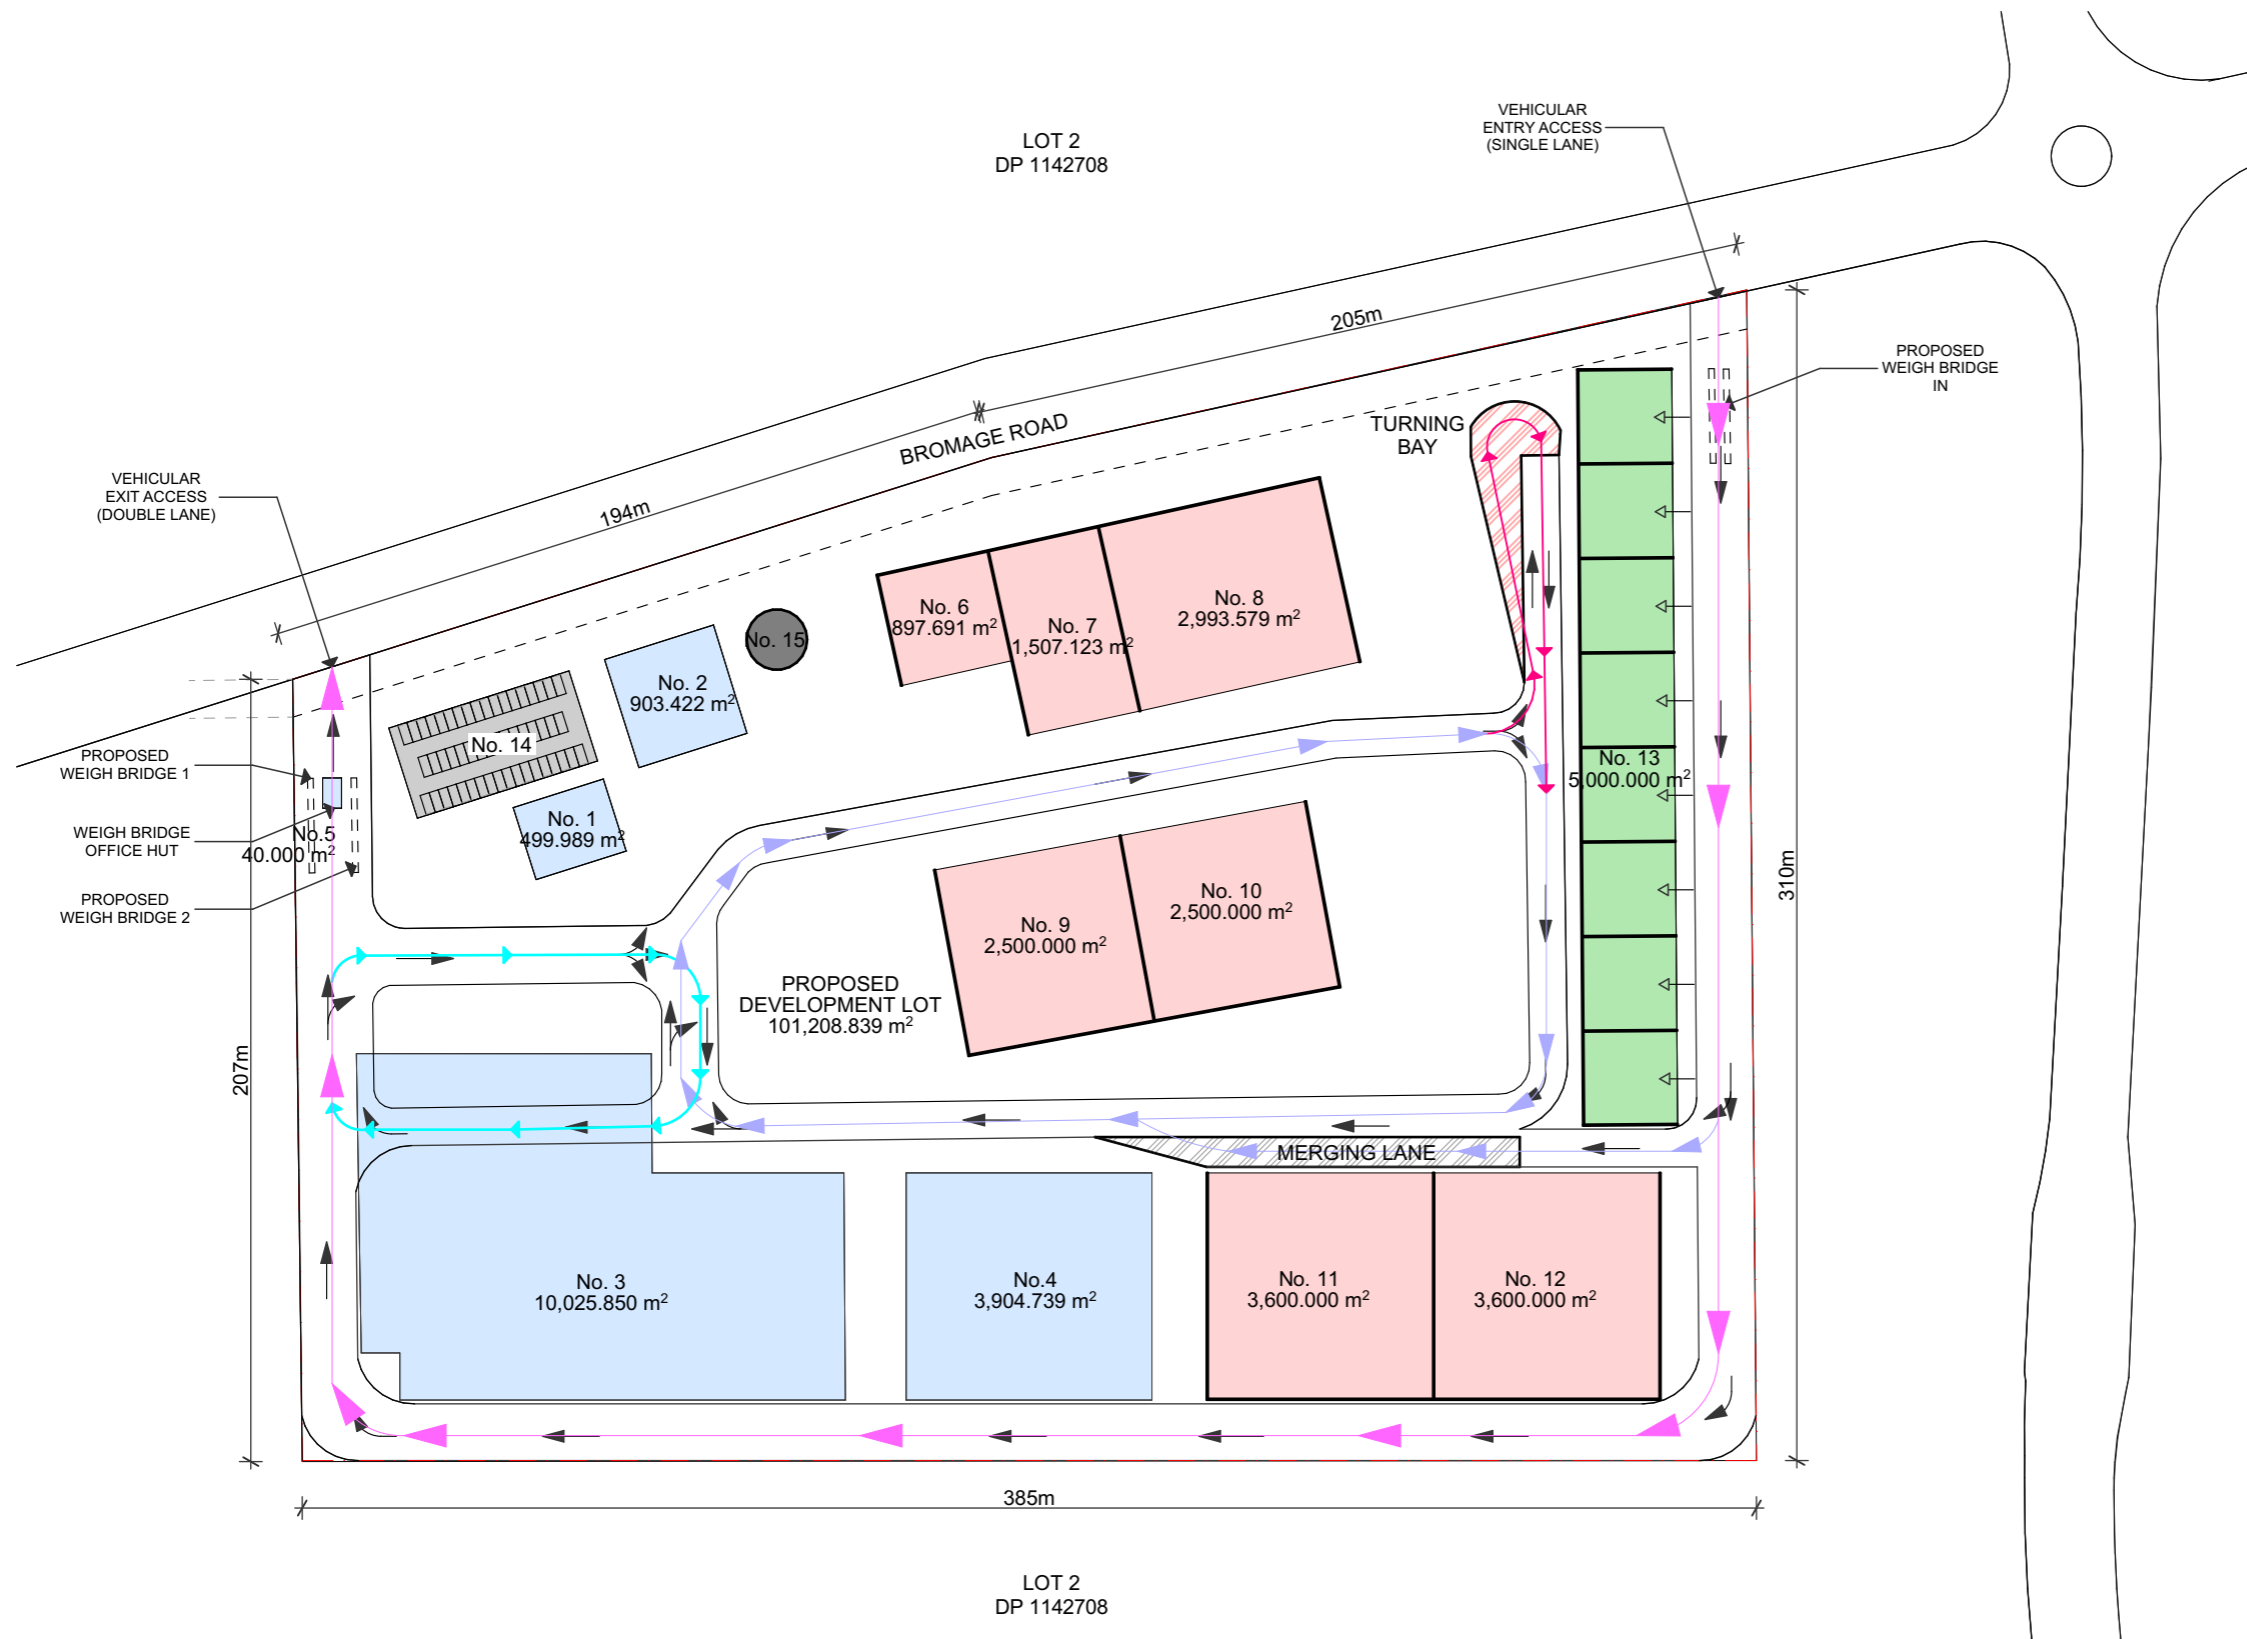 LOT 2
DP 1142708
VEHICULAR
ENTRY ACCESS
(SINGLE LANE)
205m
PROPOSED
WEIGH BRIDGE
IN
TURNING
BAY
BROMAGE ROAD
194m
VEHICULAR
EXIT ACCESS
(DOUBLE LANE)
No. 6
897.691 m²
No. 7
1,507.123 m²
No. 8
2,993.579 m²
No. 15
No. 2
903.422 m²
No. 14
No. 1
499.989 m²
PROPOSED
WEIGH BRIDGE 1
WEIGH BRIDGE
OFFICE HUT
No.5
40.000 m²
PROPOSED
WEIGH BRIDGE 2
No. 13
5,000.000 m²
310m
No. 9
2,500.000 m²
No. 10
2,500.000 m²
PROPOSED
DEVELOPMENT LOT
101,208.839 m²
207m
MERGING LANE
No. 3
10,025.850 m²
No.4
3,904.739 m²
No. 11
3,600.000 m²
No. 12
3,600.000 m²
385m
LOT 2
DP 1142708